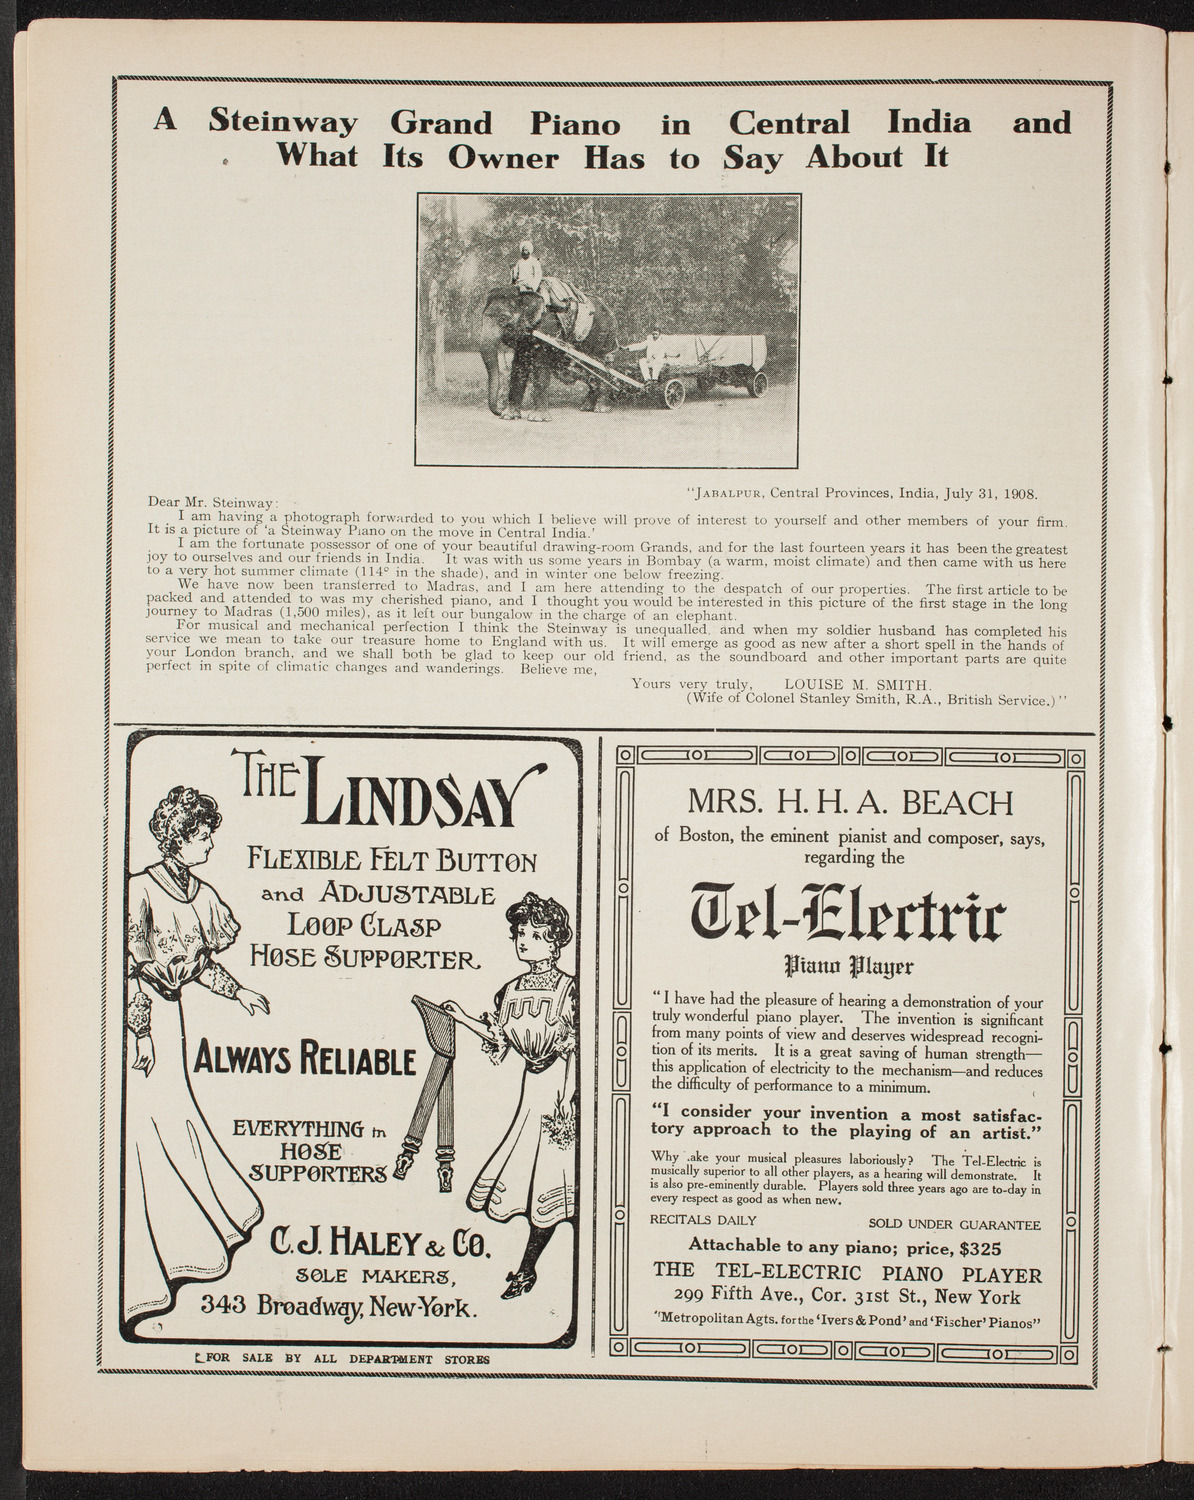 A Steinway Grand Piano in Central India and
What Its Owner Has to Say About It
"JABALPUR, Central Provinces, India, July 31, 1908.
Dear Mr. Steinway:
I am having a photograph forwarded to you which I believe will prove of interest to yourself and other members of your firm.
It is a picture of 'a Steinway Piano on the move in Central India.'
I am the fortunate possessor of one of your beautiful drawing-room Grands, and for the last fourteen years it has been the greatest
joy to ourselves and our friends in India. It was with us some years in Bombay (a warm, moist climate) and then came with us here
to a very hot summer climate (114° in the shade), and in winter one below freezing.
We have now been transferred to Madras, and I am here attending to the despatch of our properties. The first article to be
packed and attended to was my cherished piano, and I thought you would be interested in this picture of the first stage in the long
journey to Madras (1,500 miles), as it left our bungalow in the charge of an elephant.
For musical and mechanical perfection I think the Steinway is unequalled, and when my soldier husband has completed his
service we mean to take our treasure home to England with us. It will emerge as good as new after a short spell in the hands of
your London branch, and we shall both be glad to keep our old friend, as the soundboard and other important parts are quite
perfect in spite of climatic changes and wanderings. Believe me,
Yours very truly, LOUISE M. SMITH.
(Wife of Colonel Stanley Smith, R.A., British Service.)"
THE LINDSAY
FLEXIBLE FELT BUTTON
and ADJUSTABLE
LOOP CLASP
HOSE SUPPORTER
ALWAYS RELIABLE
EVERYTHING in
HOSE
SUPPORTERS
C. J. HALEY & CO.
SOLE MAKERS,
343 Broadway, New-York.
FOR SALE BY ALL DEPARTMENT STORES
MRS. H. H. A. BEACH
of Boston, the eminent pianist and composer, says,
regarding the
Tel-Electric
Piano Player
"I have had the pleasure of hearing a demonstration of your
truly wonderful piano player. The invention is significant
from many points of view and deserves widespread recogni-
tion of its merits. It is a great saving of human strength—
this application of electricity to the mechanism—and reduces
the difficulty of performance to a minimum.
"I consider your invention a most satisfac-
tory approach to the playing of an artist."
Why ake your musical pleasures laboriously? The Tel-Electric is
musically superior to all other players, as a hearing will demonstrate. It
is also pre-eminently durable. Players sold three years ago are to-day in
every respect as good as when new.
RECITALS DAILY SOLD UNDER GUARANTEE
Attachable to any piano; price, $325
THE TEL-ELECTRIC PIANO PLAYER
299 Fifth Ave., Cor. 31st St., New York
"Metropolitan Agts. for the 'Ivers & Pond' and 'Fischer' Pianos"